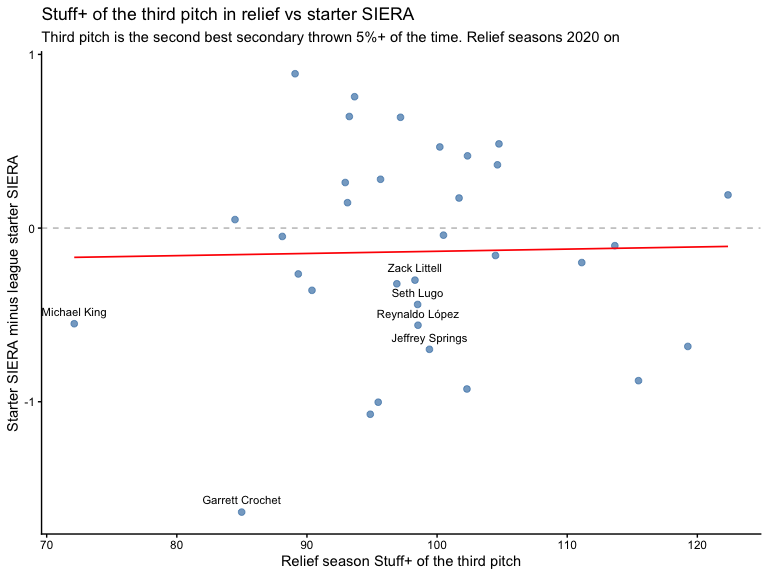 Stuff+ of the third pitch in relief vs starter SIERA
Third pitch is the second best secondary thrown 5%+ of the time. Relief seasons 2020 on
1
0
-1
Starter SIERA minus league starter SIERA
Zack Littell
Seth Lugo
Michael King
Reynaldo López
Jeffrey Springs
Garrett Crochet
70
80
90
100
110
120
Relief season Stuff+ of the third pitch